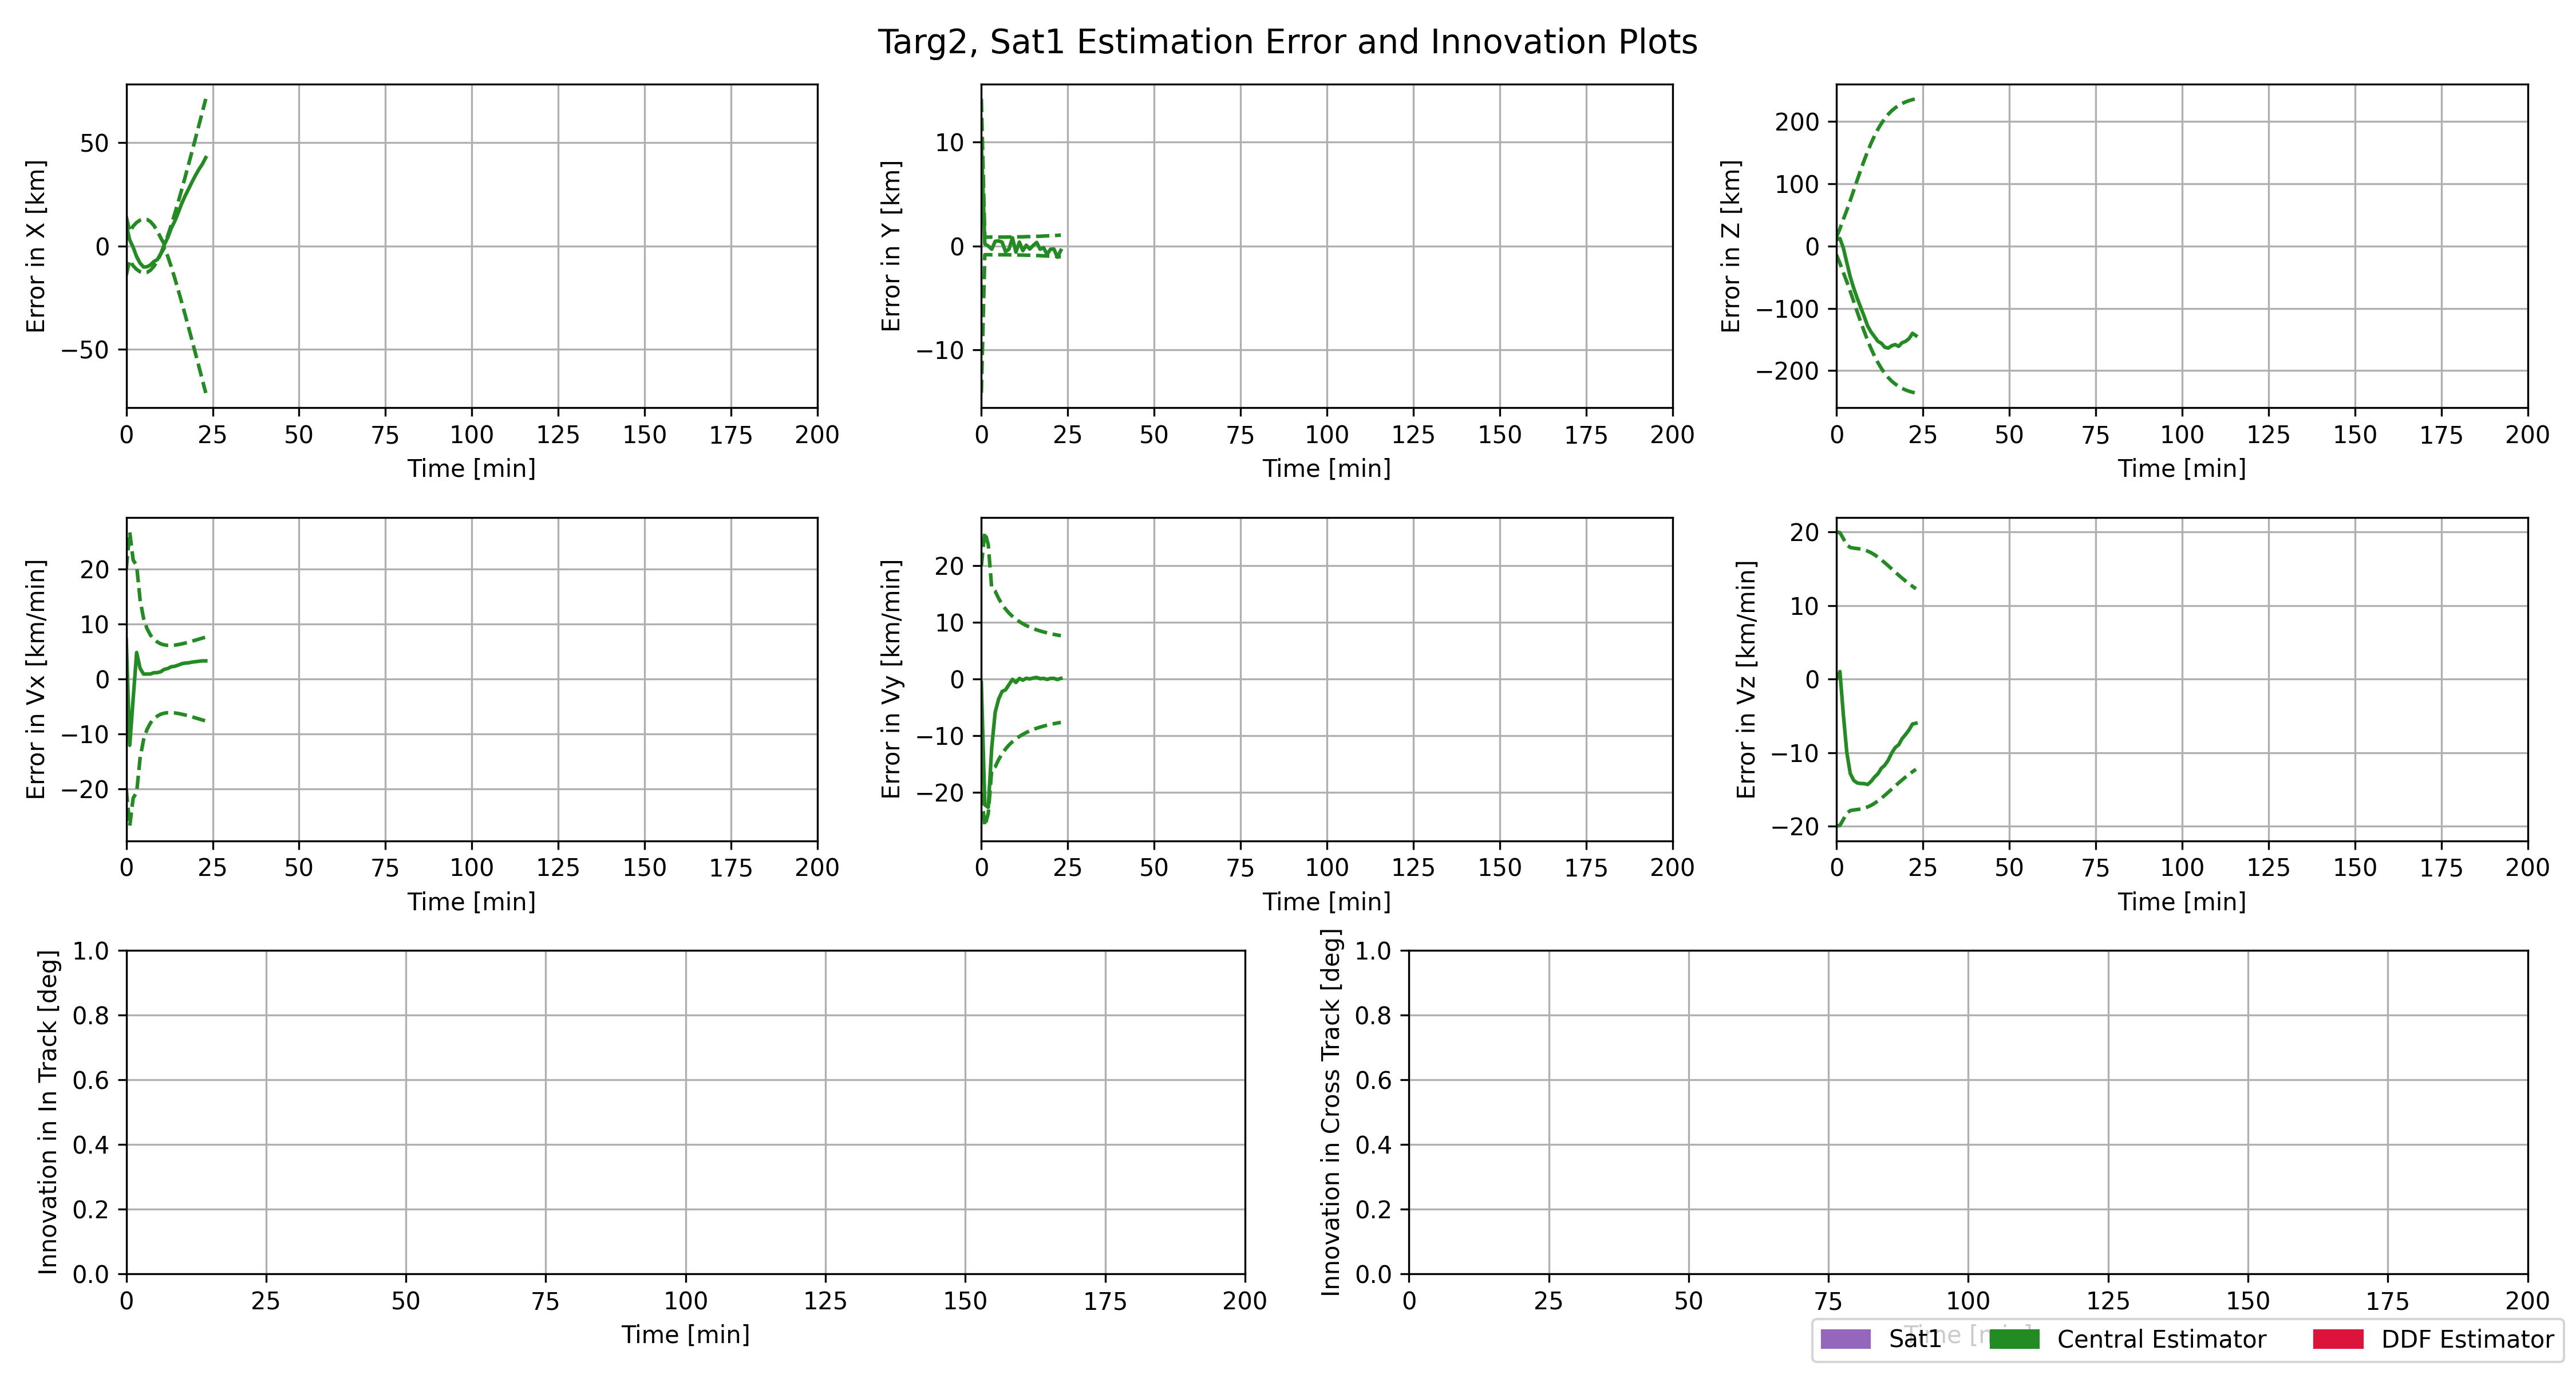 Targ2, Sat1 Estimation Error and Innovation Plots
Error in X [km]
50
0
−50
0 25 50 75 100 125 150 175 200
Time [min]
Error in Y [km]
10
0
−10
0 25 50 75 100 125 150 175 200
Time [min]
Error in Z [km]
200
100
0
−100
−200
0 25 50 75 100 125 150 175 200
Time [min]
Error in Vx [km/min]
20
10
0
−10
−20
0 25 50 75 100 125 150 175 200
Time [min]
Error in Vy [km/min]
20
10
0
−10
−20
0 25 50 75 100 125 150 175 200
Time [min]
Error in Vz [km/min]
20
10
0
−10
−20
0 25 50 75 100 125 150 175 200
Time [min]
Innovation in In Track [deg]
1.0
0.8
0.6
0.4
0.2
0.0
0 25 50 75 100 125 150 175 200
Time [min]
Innovation in Cross Track [deg]
1.0
0.8
0.6
0.4
0.2
0.0
0 25 50 75 100 125 150 175 200
Time [min]
Sat1 Central Estimator DDF Estimator